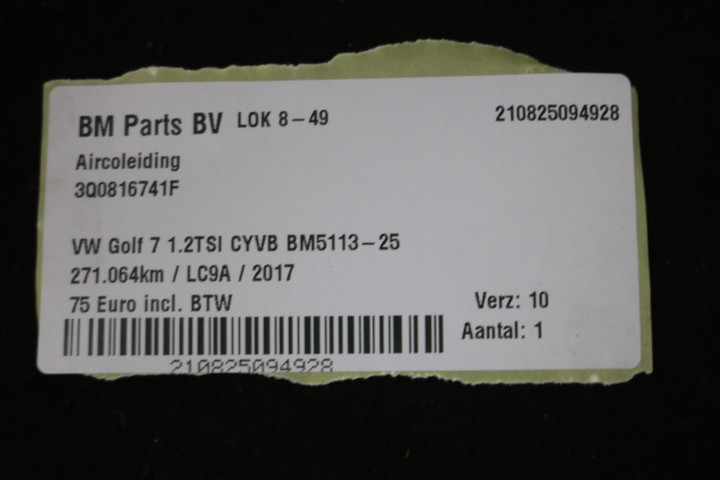 BM Parts BV LOK 8-49 210825094928
Aircoleiding
3Q0816741F
VW Golf 7 1.2TSI CYVB BM5113-25
271.064km / LC9A / 2017
75 Euro incl. BTW Verz: 10
Aantal: 1
210825094928